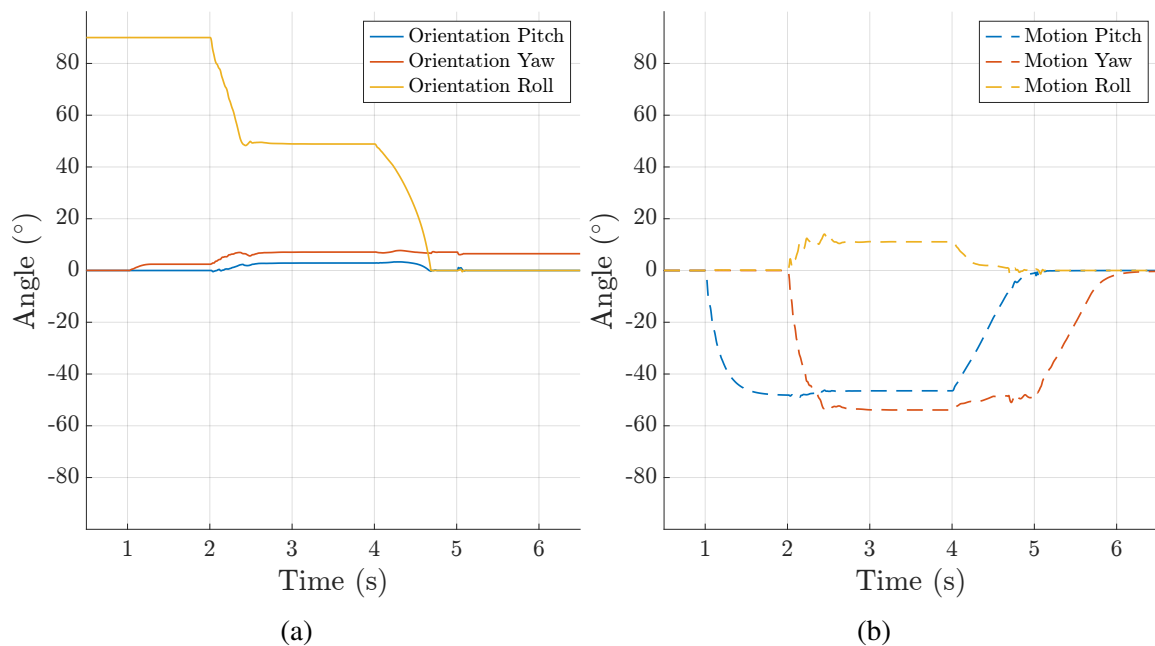 Orientation Pitch
Orientation Yaw
Orientation Roll
80
60
40
20
0
-20
-40
-60
-80
Angle (°)
1 2 3 4 5 6
Time (s)
(a)
Motion Pitch
Motion Yaw
Motion Roll
80
60
40
20
0
-20
-40
-60
-80
Angle (°)
1 2 3 4 5 6
Time (s)
(b)